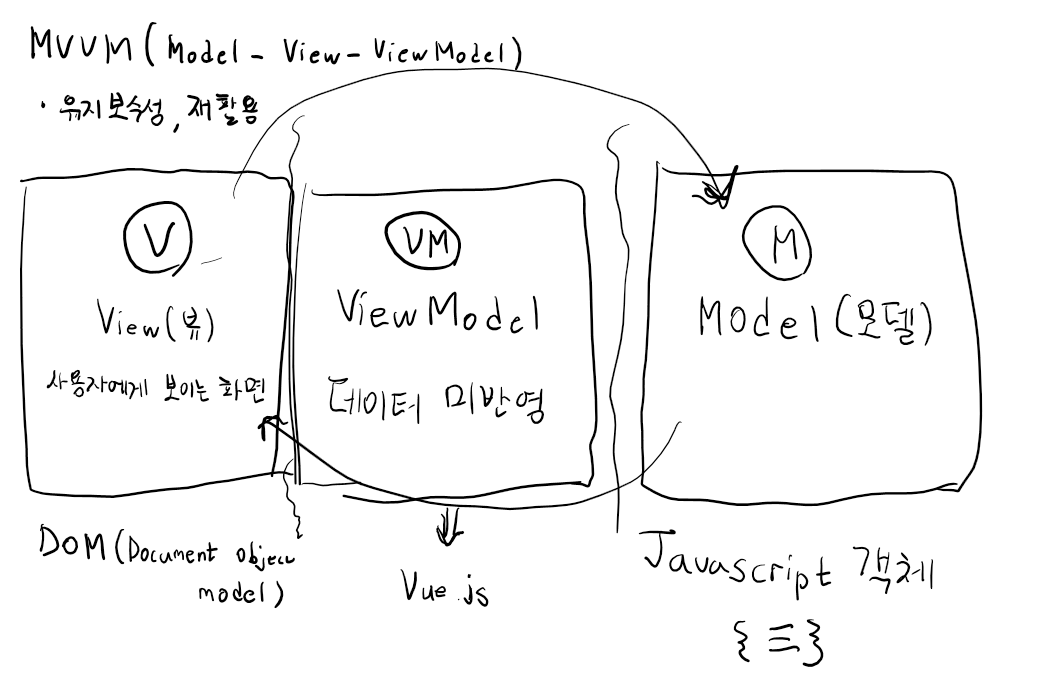 MVVM(Model - View - ViewModel)
· 유지보수성, 재활용
V
View(뷰)
사용자에게 보이는 화면
VM
ViewModel
데이터 미반영
M
Model(모델)
DOM(Document object
model)
Vue.js
Javascript 객체
{ 三 }